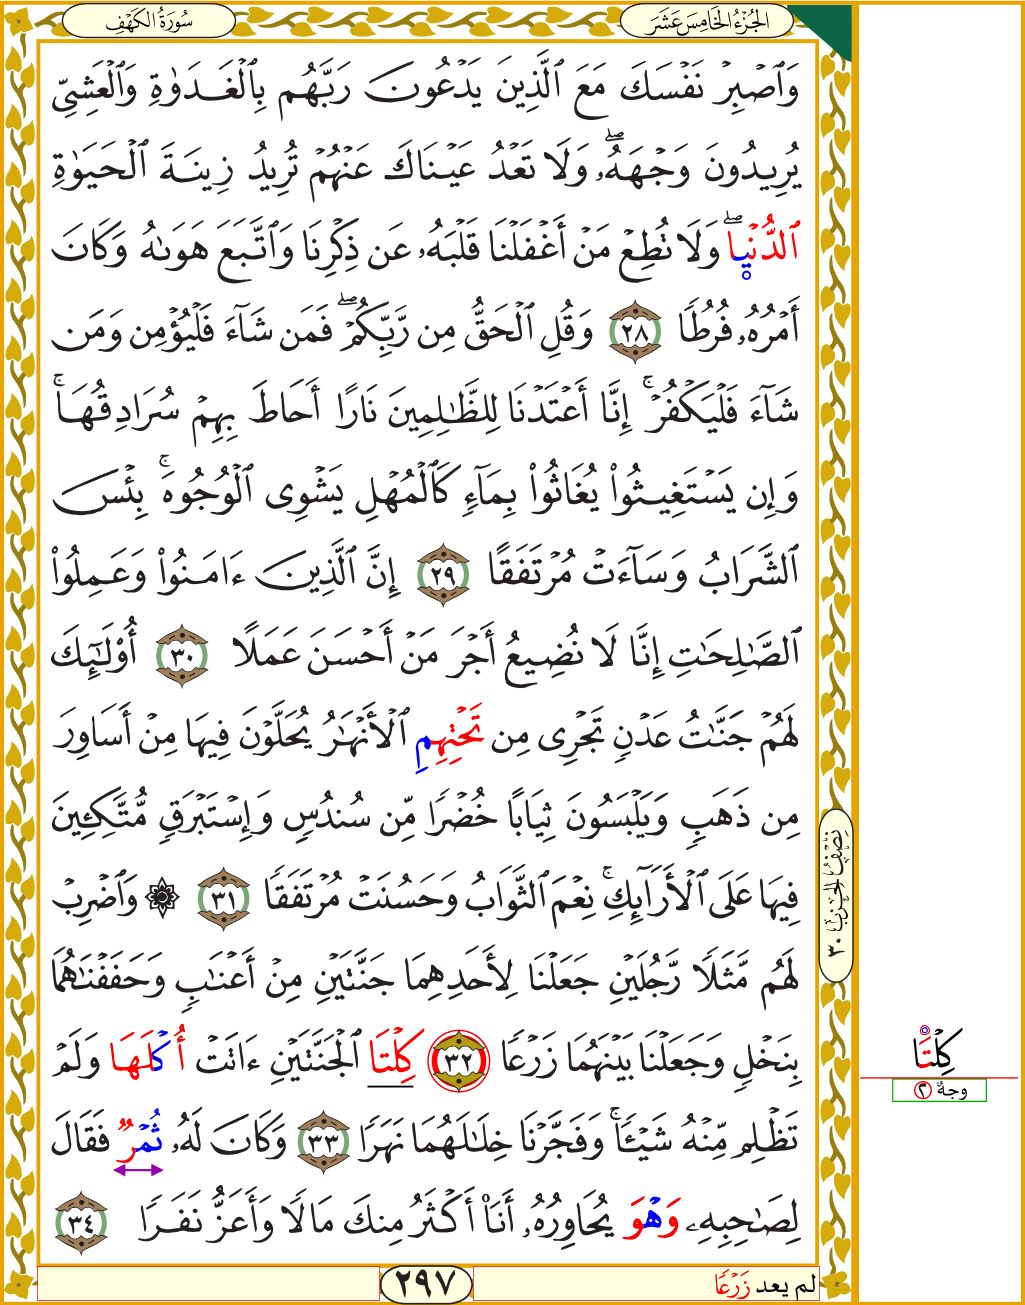 الجُزْءُ الخَامِسَ عَشَرَ
سُورَةُ الكَهْفِ
وَٱصْبِرْ نَفْسَكَ مَعَ ٱلَّذِينَ يَدْعُونَ رَبَّهُم بِٱلْغَدَوٰةِ وَٱلْعَشِىِّ
يُرِيدُونَ وَجْهَهُۥۖ وَلَا تَعْدُ عَيْنَاكَ عَنْهُمْ تُرِيدُ زِينَةَ ٱلْحَيَوٰةِ
ٱلدُّنْيٜاۖ وَلَا تُطِعْ مَنْ أَغْفَلْنَا قَلْبَهُۥ عَن ذِكْرِنَا وَٱتَّبَعَ هَوَىٰهُ وَكَانَ
أَمْرُهُۥ فُرُطًا ٢٨ وَقُلِ ٱلْحَقُّ مِن رَّبِّكُمْۖ فَمَن شَآءَ فَلْيُؤْمِن وَمَن
شَآءَ فَلْيَكْفُرْۚ إِنَّا أَعْتَدْنَا لِلظَّٰلِمِينَ نَارًا أَحَاطَ بِهِمْ سُرَادِقُهَاۚ
وَإِن يَسْتَغِيثُوا۟ يُغَاثُوا۟ بِمَآءٍ كَٱلْمُهْلِ يَشْوِى ٱلْوُجُوهَۚ بِئْسَ
ٱلشَّرَابُ وَسَآءَتْ مُرْتَفَقًا ٢٩ إِنَّ ٱلَّذِينَ ءَامَنُوا۟ وَعَمِلُوا۟
ٱلصَّٰلِحَٰتِ إِنَّا لَا نُضِيعُ أَجْرَ مَنْ أَحْسَنَ عَمَلًا ٣٠ أُو۟لَٰٓئِكَ
لَهُمْ جَنَّٰتُ عَدْنٍ تَجْرِى مِن تَحْتِهِمِ ٱلْأَنْهَٰرُ يُحَلَّوْنَ فِيهَا مِنْ أَسَاوِرَ
مِن ذَهَبٍ وَيَلْبَسُونَ ثِيَابًا خُضْرًا مِّن سُندُسٍ وَإِسْتَبْرَقٍ مُّتَّكِـِٔينَ
فِيهَا عَلَى ٱلْأَرَآئِكِۚ نِعْمَ ٱلثَّوَابُ وَحَسُنَتْ مُرْتَفَقًا ٣١ ۞ وَٱضْرِبْ
لَهُم مَّثَلًا رَّجُلَيْنِ جَعَلْنَا لِأَحَدِهِمَا جَنَّتَيْنِ مِنْ أَعْنَٰبٍ وَحَفَفْنَٰهُمَا
بِنَخْلٍ وَجَعَلْنَا بَيْنَهُمَا زَرْعًا ٣٢ كِلْتَا ٱلْجَنَّتَيْنِ ءَاتَتْ أُكْلَهَا وَلَمْ
تَظْلِم مِّنْهُ شَيْـًٔاۚ وَفَجَّرْنَا خِلَٰلَهُمَا نَهَرًا ٣٣ وَكَانَ لَهُۥ ثُمْرٌ فَقَالَ
لِصَٰحِبِهِۦ وَهْوَ يُحَاوِرُهُۥ أَنَا۠ أَكْثَرُ مِنكَ مَالًا وَأَعَزُّ نَفَرًا ٣٤
نِصْفُ الحِزْبِ ٣٠
كِلْتَا
وجهٌ ٢
لم يعد زَرْعًا
٢٩٧